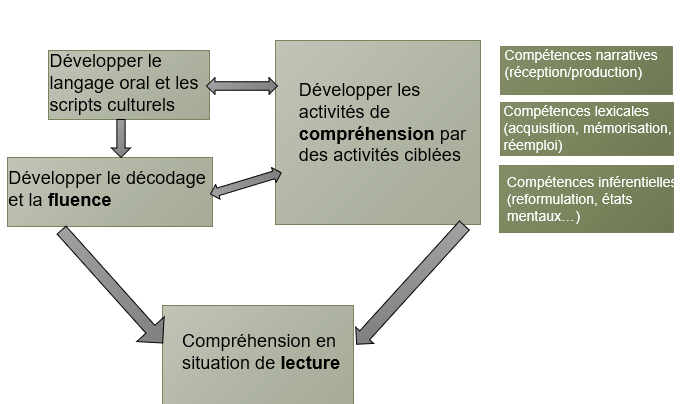 Développer le
langage oral et les
scripts culturels
Développer les
activités de
compréhension par
des activités ciblées
Compétences narratives
(réception/production)
Compétences lexicales
(acquisition, mémorisation,
réemploi)
Compétences inférentielles
(reformulation, états
mentaux…)
Développer le décodage
et la fluence
Compréhension en
situation de lecture